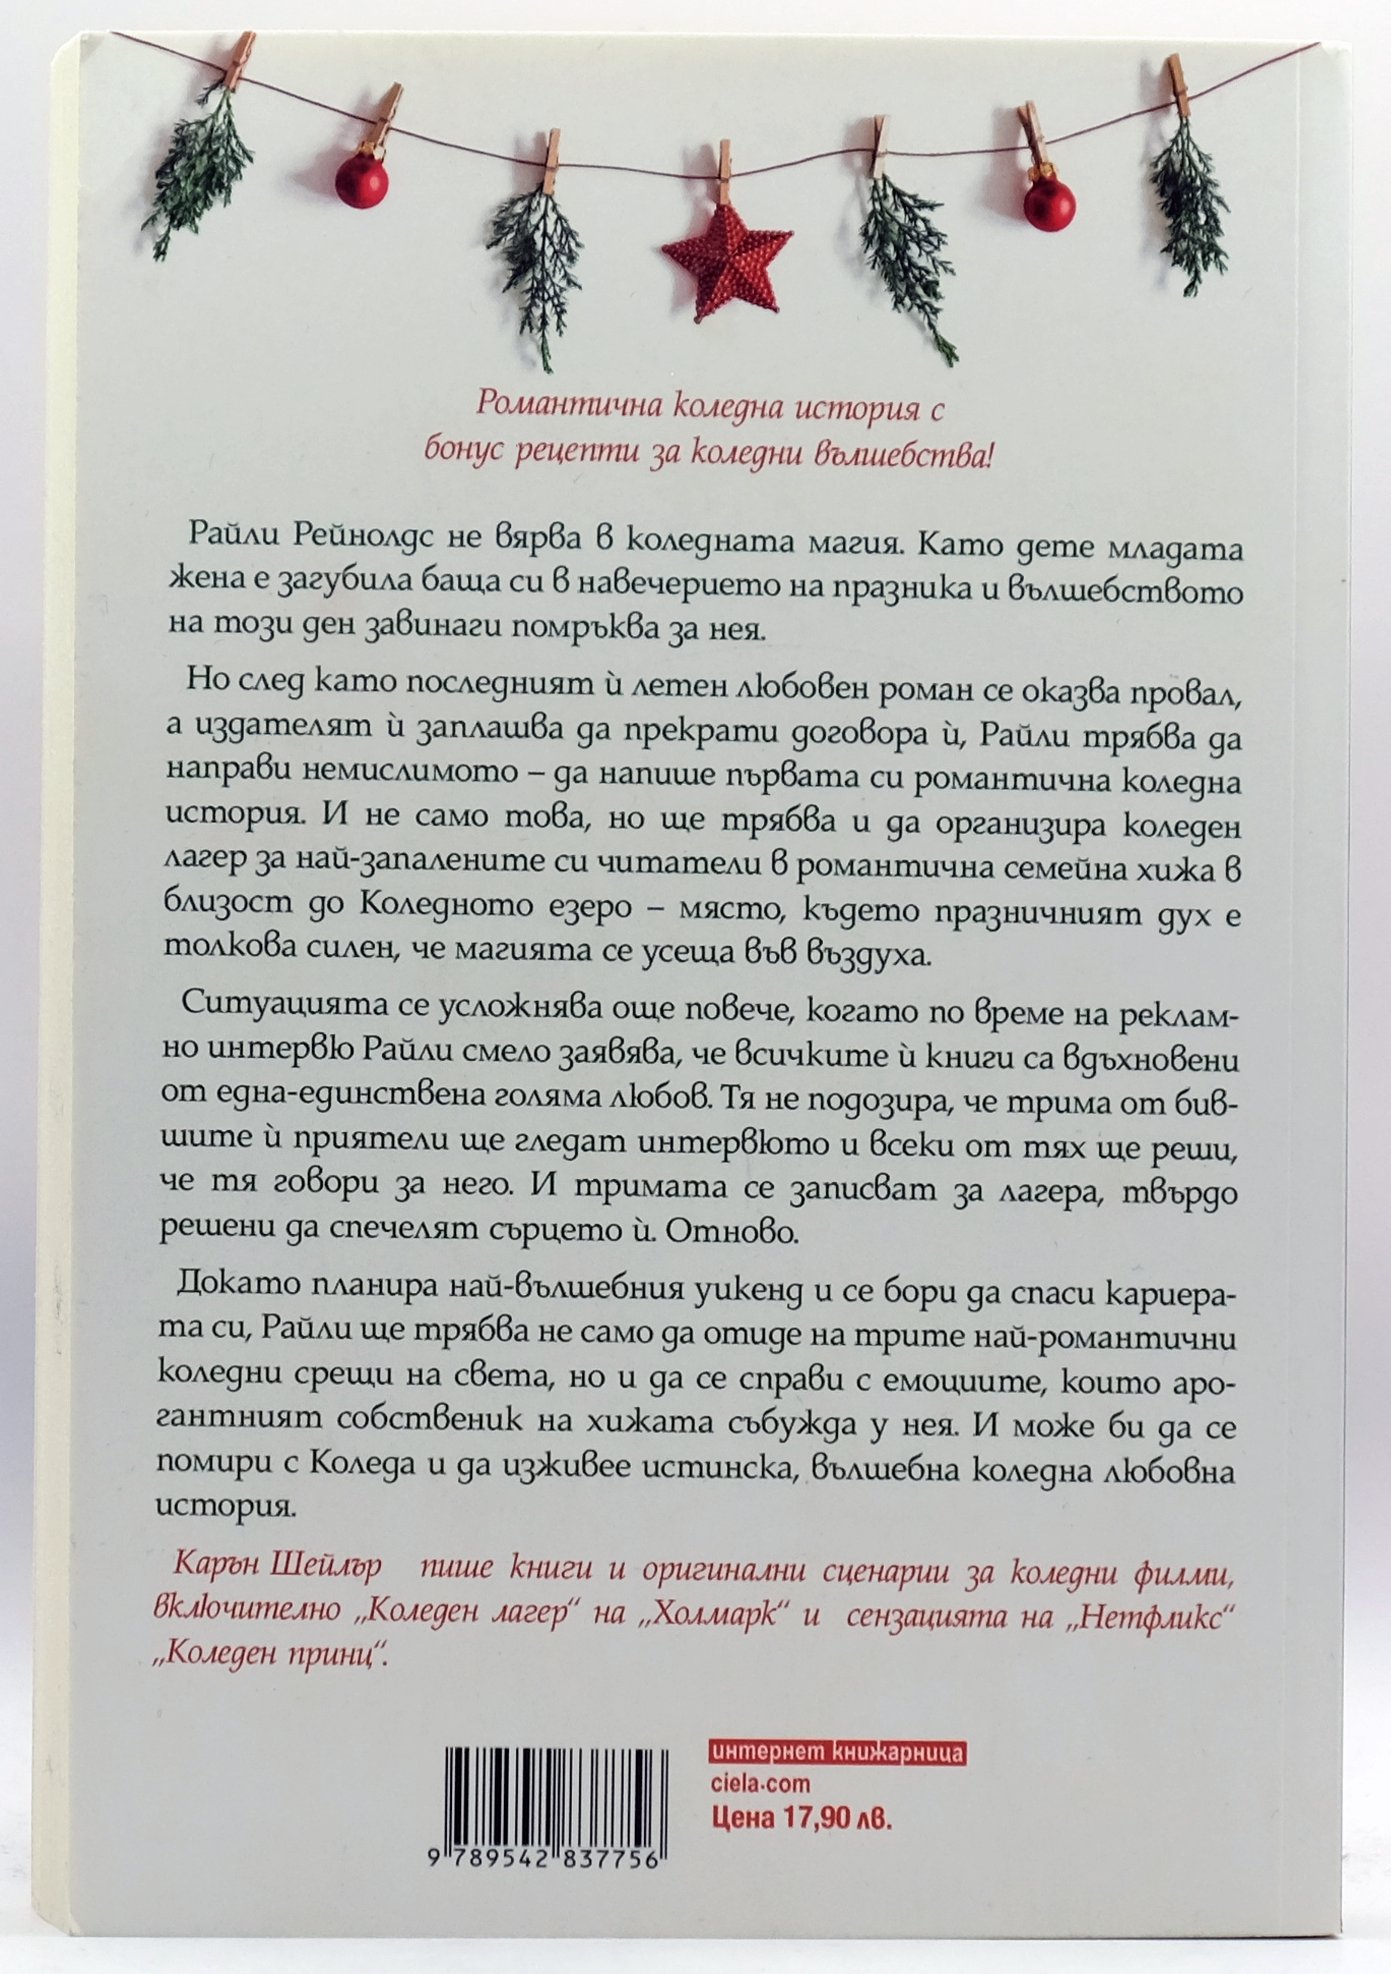 Романтична коледна история с
бонус рецепти за коледни вълшебства!
Райли Рейнолдс не вярва в коледната магия. Като дете младата
жена е загубила баща си в навечерието на празника и вълшебството
на този ден завинаги помръква за нея.
Но след като последният ѝ летен любовен роман се оказва провал,
а издателят ѝ заплашва да прекрати договора ѝ, Райли трябва да
направи немислимото – да напише първата си романтична коледна
история. И не само това, но ще трябва и да организира коледен
лагер за най-запалените си читатели в романтична семейна хижа в
близост до Коледното езеро – място, където празничният дух е
толкова силен, че магията се усеща във въздуха.
Ситуацията се усложнява още повече, когато по време на реклам-
но интервю Райли смело заявява, че всичките ѝ книги са вдъхновени
от една-единствена голяма любов. Тя не подозира, че трима от бив-
шите ѝ приятели ще гледат интервюто и всеки от тях ще реши,
че тя говори за него. И тримата се записват за лагера, твърдо
решени да спечелят сърцето ѝ. Отново.
Докато планира най-вълшебния уикенд и се бори да спаси кариера-
та си, Райли ще трябва не само да отиде на трите най-романтични
коледни срещи на света, но и да се справи с емоциите, които аро-
гантният собственик на хижата събужда у нея. И може би да се
помири с Коледа и да изживее истинска, вълшебна коледна любовна
история.
Карън Шейлър пише книги и оригинални сценарии за коледни филми,
включително „Коледен лагер“ на „Холмарк“ и сензацията на „Нетфликс“
„Коледен принц“.
интернет книжарница
ciela.com
Цена 17,90 лв.
9 789542 837756